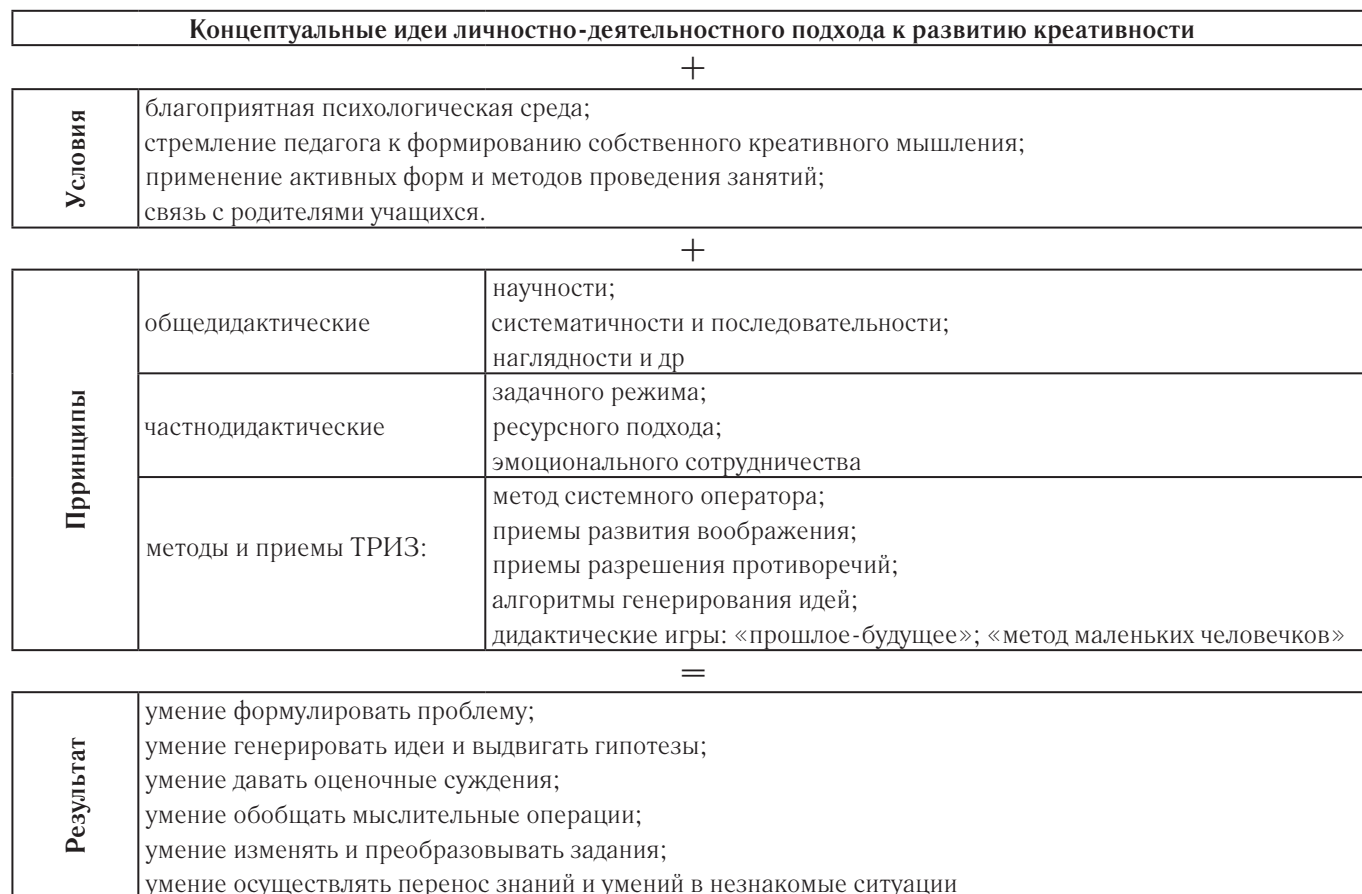 Концептуальные идеи личностно-деятельностного подхода к развитию креативности
+
Условия
благоприятная психологическая среда;
стремление педагога к формированию собственного креативного мышления;
применение активных форм и методов проведения занятий;
связь с родителями учащихся.
+
Прринципы
общедидактические
научности;
систематичности и последовательности;
наглядности и др
частнодидактические
задачного режима;
ресурсного подхода;
эмоционального сотрудничества
методы и приемы ТРИЗ:
метод системного оператора;
приемы развития воображения;
приемы разрешения противоречий;
алгоритмы генерирования идей;
дидактические игры: «прошлое-будущее»; «метод маленьких человечков»
=
Результат
умение формулировать проблему;
умение генерировать идеи и выдвигать гипотезы;
умение давать оценочные суждения;
умение обобщать мыслительные операции;
умение изменять и преобразовывать задания;
умение осуществлять перенос знаний и умений в незнакомые ситуации